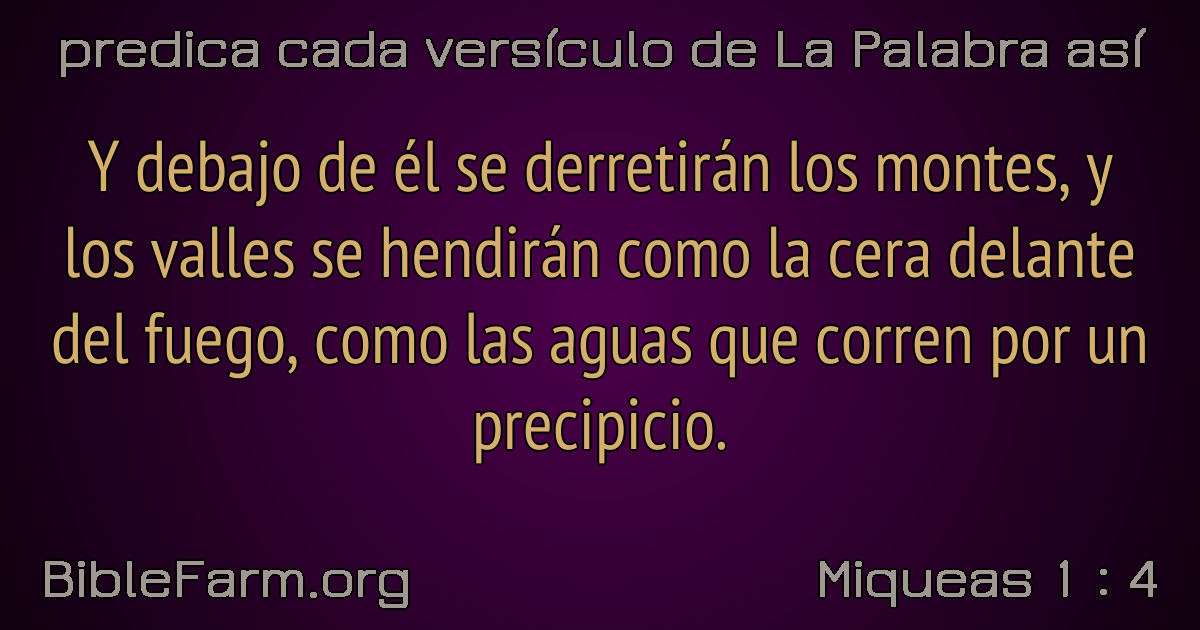 predica cada versículo de La Palabra así
Y debajo de él se derretirán los montes, y
los valles se hendirán como la cera delante
del fuego, como las aguas que corren por un
precipicio.
BibleFarm.org
Miqueas 1 : 4